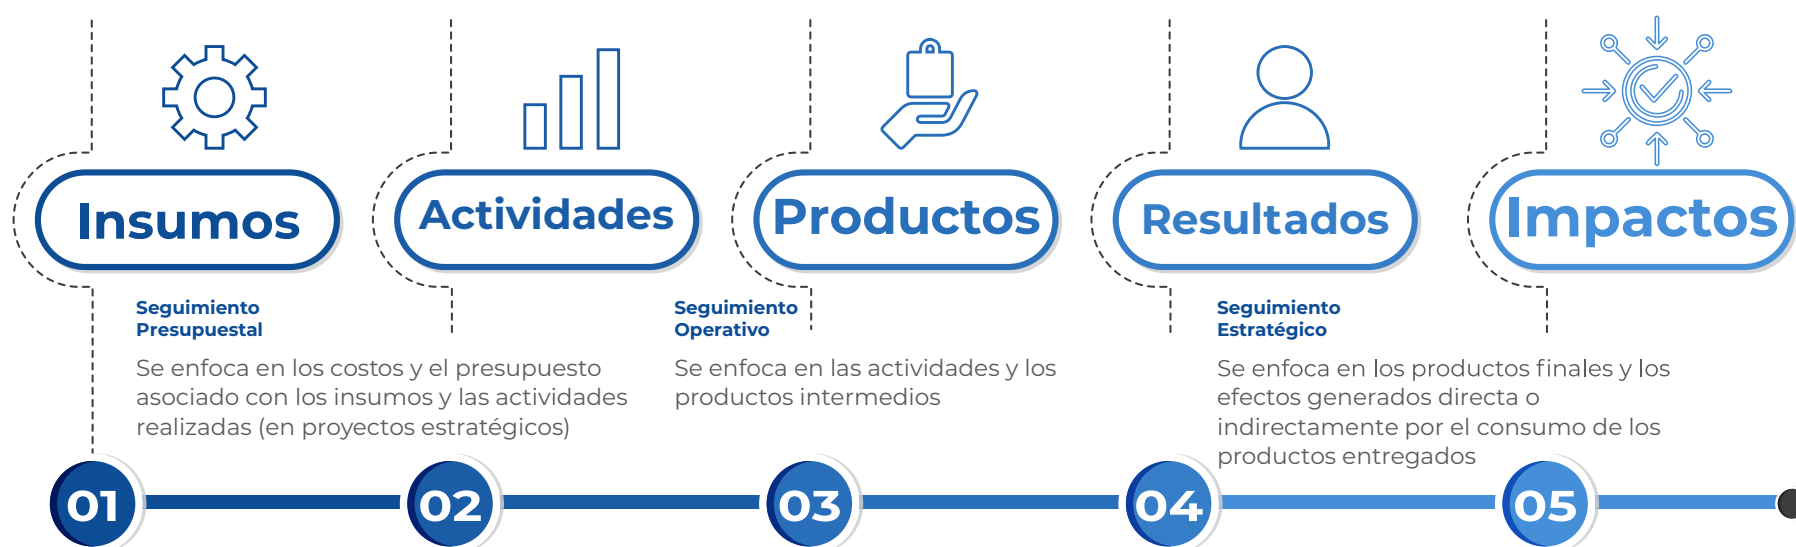 Insumos
Actividades
Productos
Resultados
Impactos
Seguimiento
Presupuestal
Se enfoca en los costos y el presupuesto
asociado con los insumos y las actividades
realizadas (en proyectos estratégicos)
Seguimiento
Operativo
Se enfoca en las actividades y los
productos intermedios
Seguimiento
Estratégico
Se enfoca en los productos finales y los
efectos generados directa o
indirectamente por el consumo de los
productos entregados
01
02
03
04
05